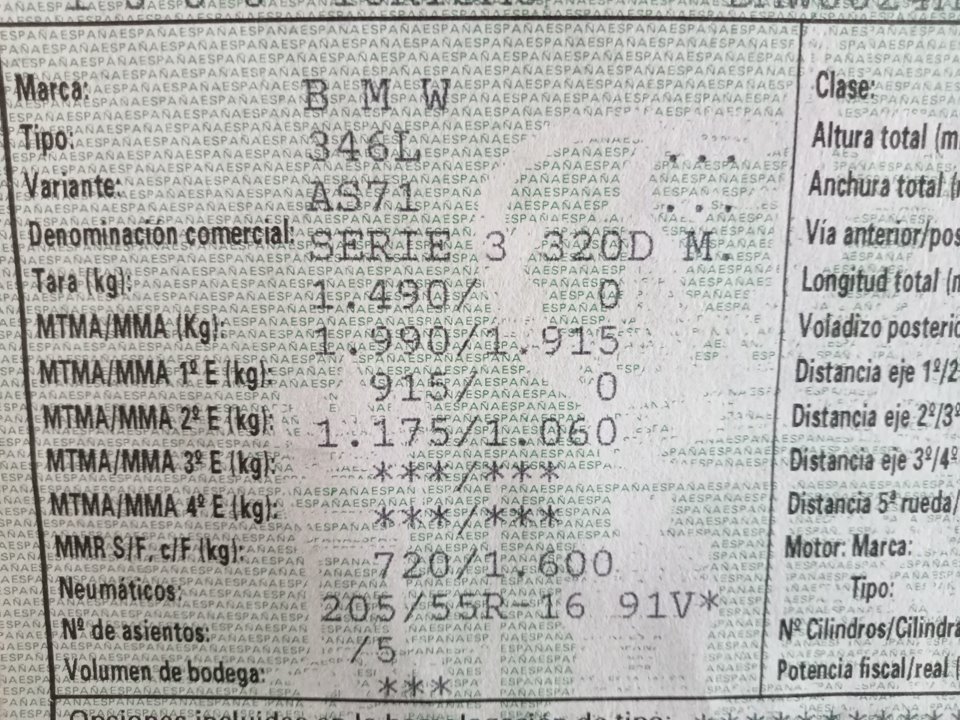 Marca: B M W
Tipo: 346L ...
Variante: AS71 ...
Denominación comercial: SERIE 3 320D M.
Tara (kg): 1.490/ 0
MTMA/MMA (Kg): 1.990/1.915
MTMA/MMA 1º E (kg): 915/ 0
MTMA/MMA 2º E (kg): 1.175/1.060
MTMA/MMA 3º E (kg): ***/***
MTMA/MMA 4º E (kg): ***/***
MMR S/F, c/F (kg): 720/1.600
Neumáticos: 205/55R-16 91V*
Nº de asientos: /5
Volumen de bodega: ***
Clase:
Altura total (m
Anchura total (
Vía anterior/pos
Longitud total (m
Voladizo posterio
Distancia eje 1º/2
Distancia eje 2º/3º
Distancia eje 3º/4º
Distancia 5ª rueda/
Motor: Marca:
Tipo:
Nº Cilindros/Cilindra
Potencia fiscal/real (